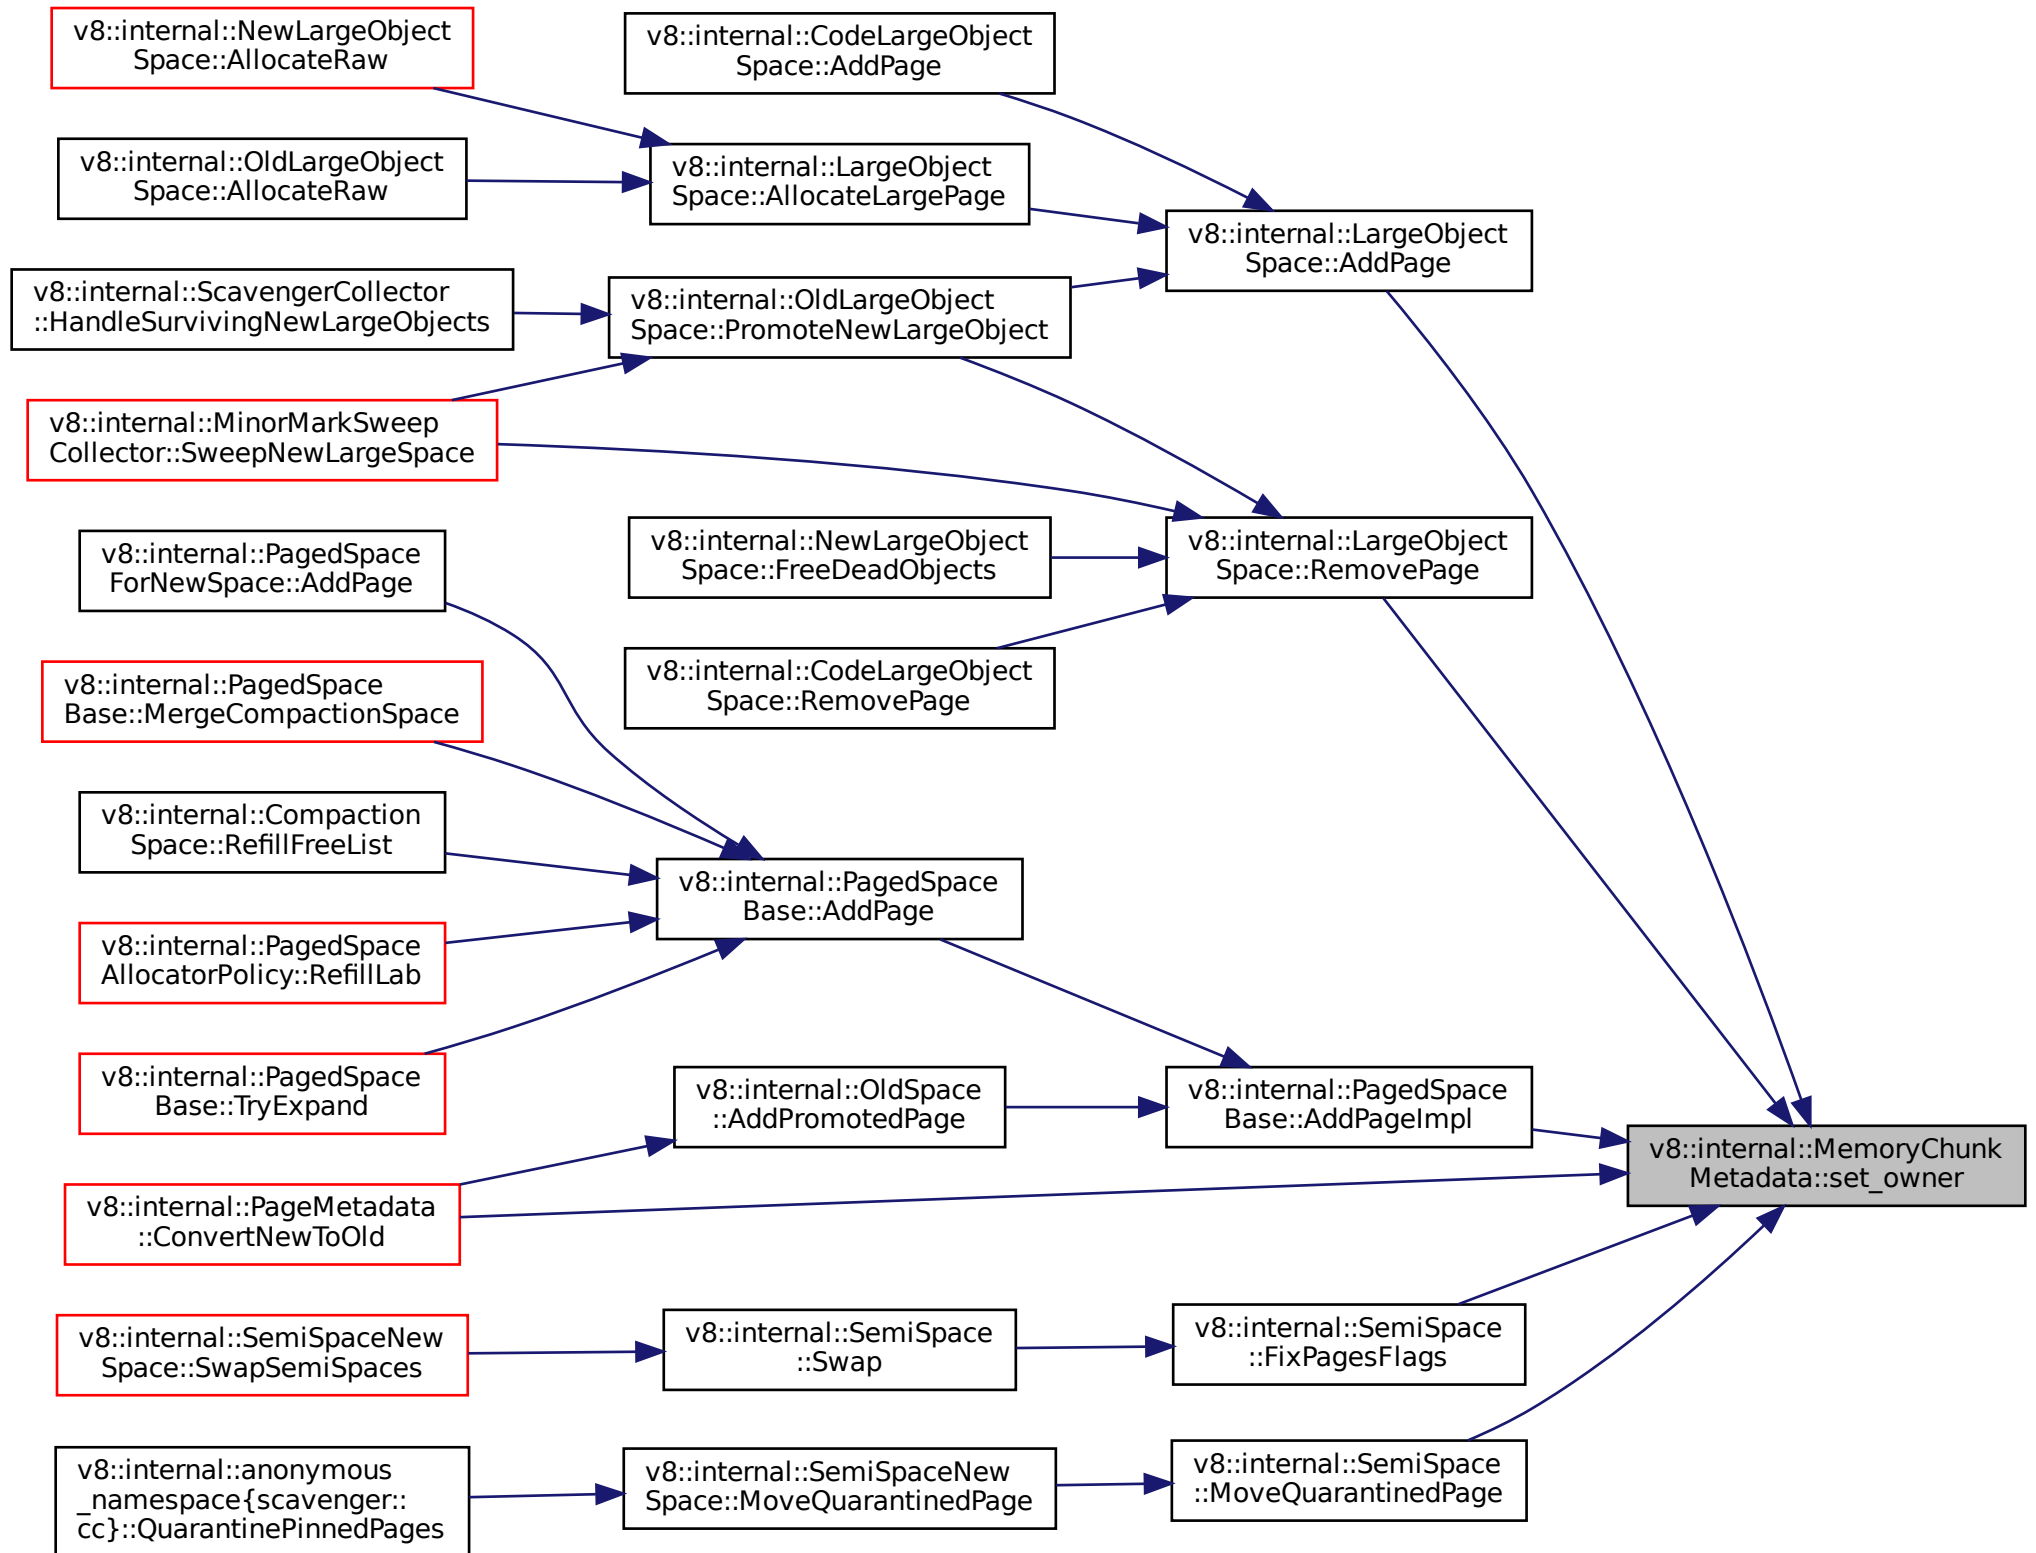 v8::internal::NewLargeObject
Space::AllocateRaw
v8::internal::OldLargeObject
Space::AllocateRaw
v8::internal::ScavengerCollector
::HandleSurvivingNewLargeObjects
v8::internal::MinorMarkSweep
Collector::SweepNewLargeSpace
v8::internal::PagedSpace
ForNewSpace::AddPage
v8::internal::PagedSpace
Base::MergeCompactionSpace
v8::internal::Compaction
Space::RefillFreeList
v8::internal::PagedSpace
AllocatorPolicy::RefillLab
v8::internal::PagedSpace
Base::TryExpand
v8::internal::PageMetadata
::ConvertNewToOld
v8::internal::SemiSpaceNew
Space::SwapSemiSpaces
v8::internal::anonymous
_namespace{scavenger::
cc}::QuarantinePinnedPages
v8::internal::CodeLargeObject
Space::AddPage
v8::internal::LargeObject
Space::AllocateLargePage
v8::internal::OldLargeObject
Space::PromoteNewLargeObject
v8::internal::NewLargeObject
Space::FreeDeadObjects
v8::internal::CodeLargeObject
Space::RemovePage
v8::internal::PagedSpace
Base::AddPage
v8::internal::OldSpace
::AddPromotedPage
v8::internal::SemiSpace
::Swap
v8::internal::SemiSpaceNew
Space::MoveQuarantinedPage
v8::internal::LargeObject
Space::AddPage
v8::internal::LargeObject
Space::RemovePage
v8::internal::PagedSpace
Base::AddPageImpl
v8::internal::SemiSpace
::FixPagesFlags
v8::internal::SemiSpace
::MoveQuarantinedPage
v8::internal::MemoryChunk
Metadata::set_owner